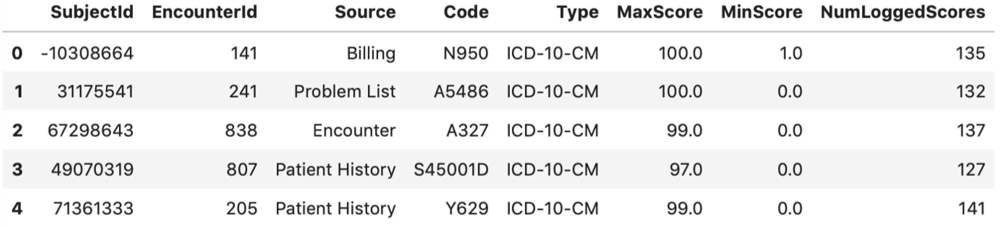 SubjectId EncounterId Source Code Type MaxScore MinScore NumLoggedScores
0 -10308664 141 Billing N950 ICD-10-CM 100.0 1.0 135
1 31175541 241 Problem List A5486 ICD-10-CM 100.0 0.0 132
2 67298643 838 Encounter A327 ICD-10-CM 99.0 0.0 137
3 49070319 807 Patient History S45001D ICD-10-CM 97.0 0.0 127
4 71361333 205 Patient History Y629 ICD-10-CM 99.0 0.0 141